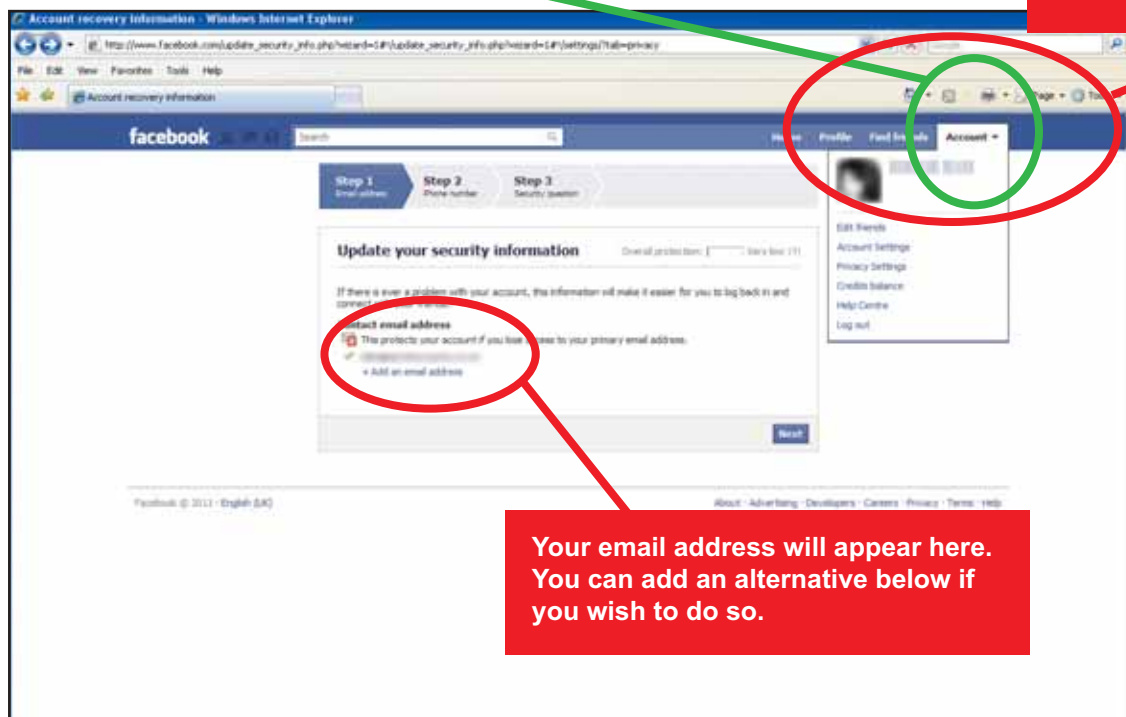 Account recovery information - Windows Internet Explorer
File Edit View Favorites Tools Help
Account recovery information
Page Tools
facebook
Search
Home Profile Find friends Account
Step 1 Step 2 Step 3
Email address Phone number Security question
Update your security information
Overall protection: Very low
If there is ever a problem with your account, this information will make it easier for you to log back in and
connect
Contact email address
This protects your account if you lose access to your primary email address.
+ Add an email address
Next
Edit friends
Account Settings
Privacy Settings
Credits balance
Help Centre
Log out
Facebook © 2011 · English (UK)
About · Advertising · Developers · Careers · Privacy · Terms · Help
Your email address will appear here.
You can add an alternative below if
you wish to do so.